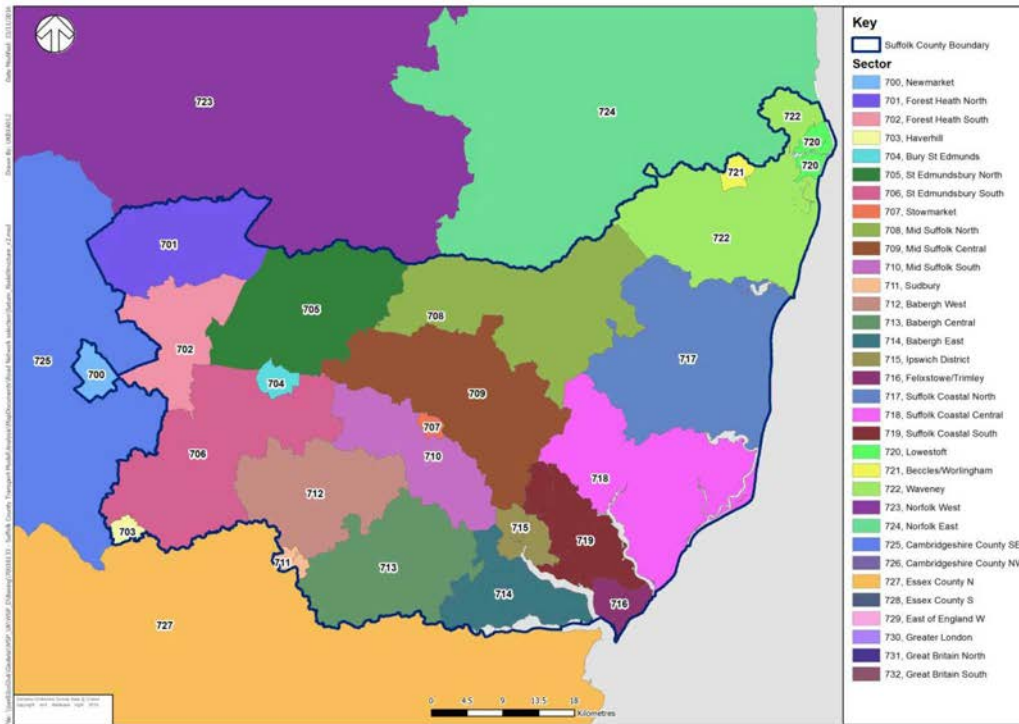 723
724
722
720
720
721
701
722
705
708
702
717
725
700
704
709
707
706
710
718
712
703
715
719
711
713
714
716
727
0 4.5 9 13.5 18
Kilometres
Key
Suffolk County Boundary
Sector
700, Newmarket
701, Forest Heath North
702, Forest Heath South
703, Haverhill
704, Bury St Edmunds
705, St Edmundsbury North
706, St Edmundsbury South
707, Stowmarket
708, Mid Suffolk North
709, Mid Suffolk Central
710, Mid Suffolk South
711, Sudbury
712, Babergh West
713, Babergh Central
714, Babergh East
715, Ipswich District
716, Felixstowe/Trimley
717, Suffolk Coastal North
718, Suffolk Coastal Central
719, Suffolk Coastal South
720, Lowestoft
721, Beccles/Worlingham
722, Waveney
723, Norfolk West
724, Norfolk East
725, Cambridgeshire County SE
726, Cambridgeshire County NW
727, Essex County N
728, Essex County S
729, East of England W
730, Greater London
731, Great Britain North
732, Great Britain South